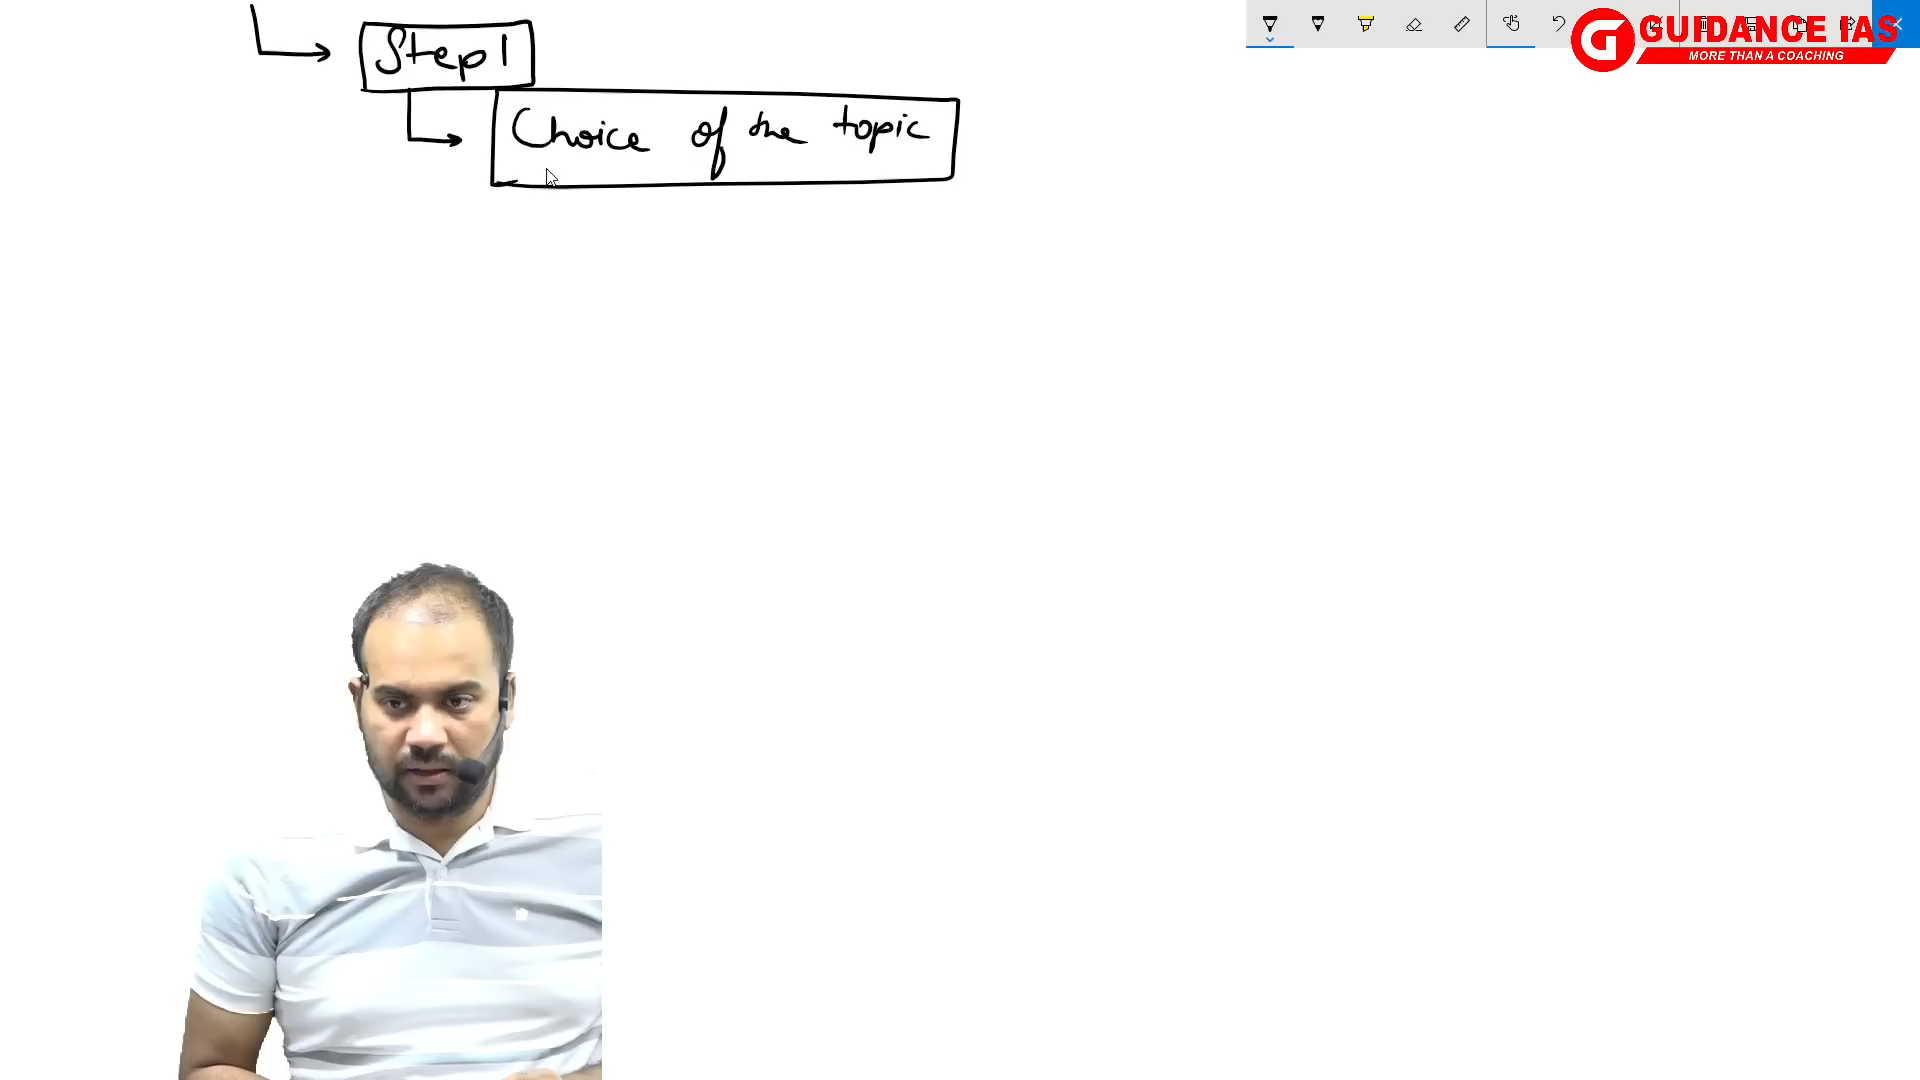 Step 1
Choice of the topic
GUIDANCE IAS
MORE THAN A COACHING